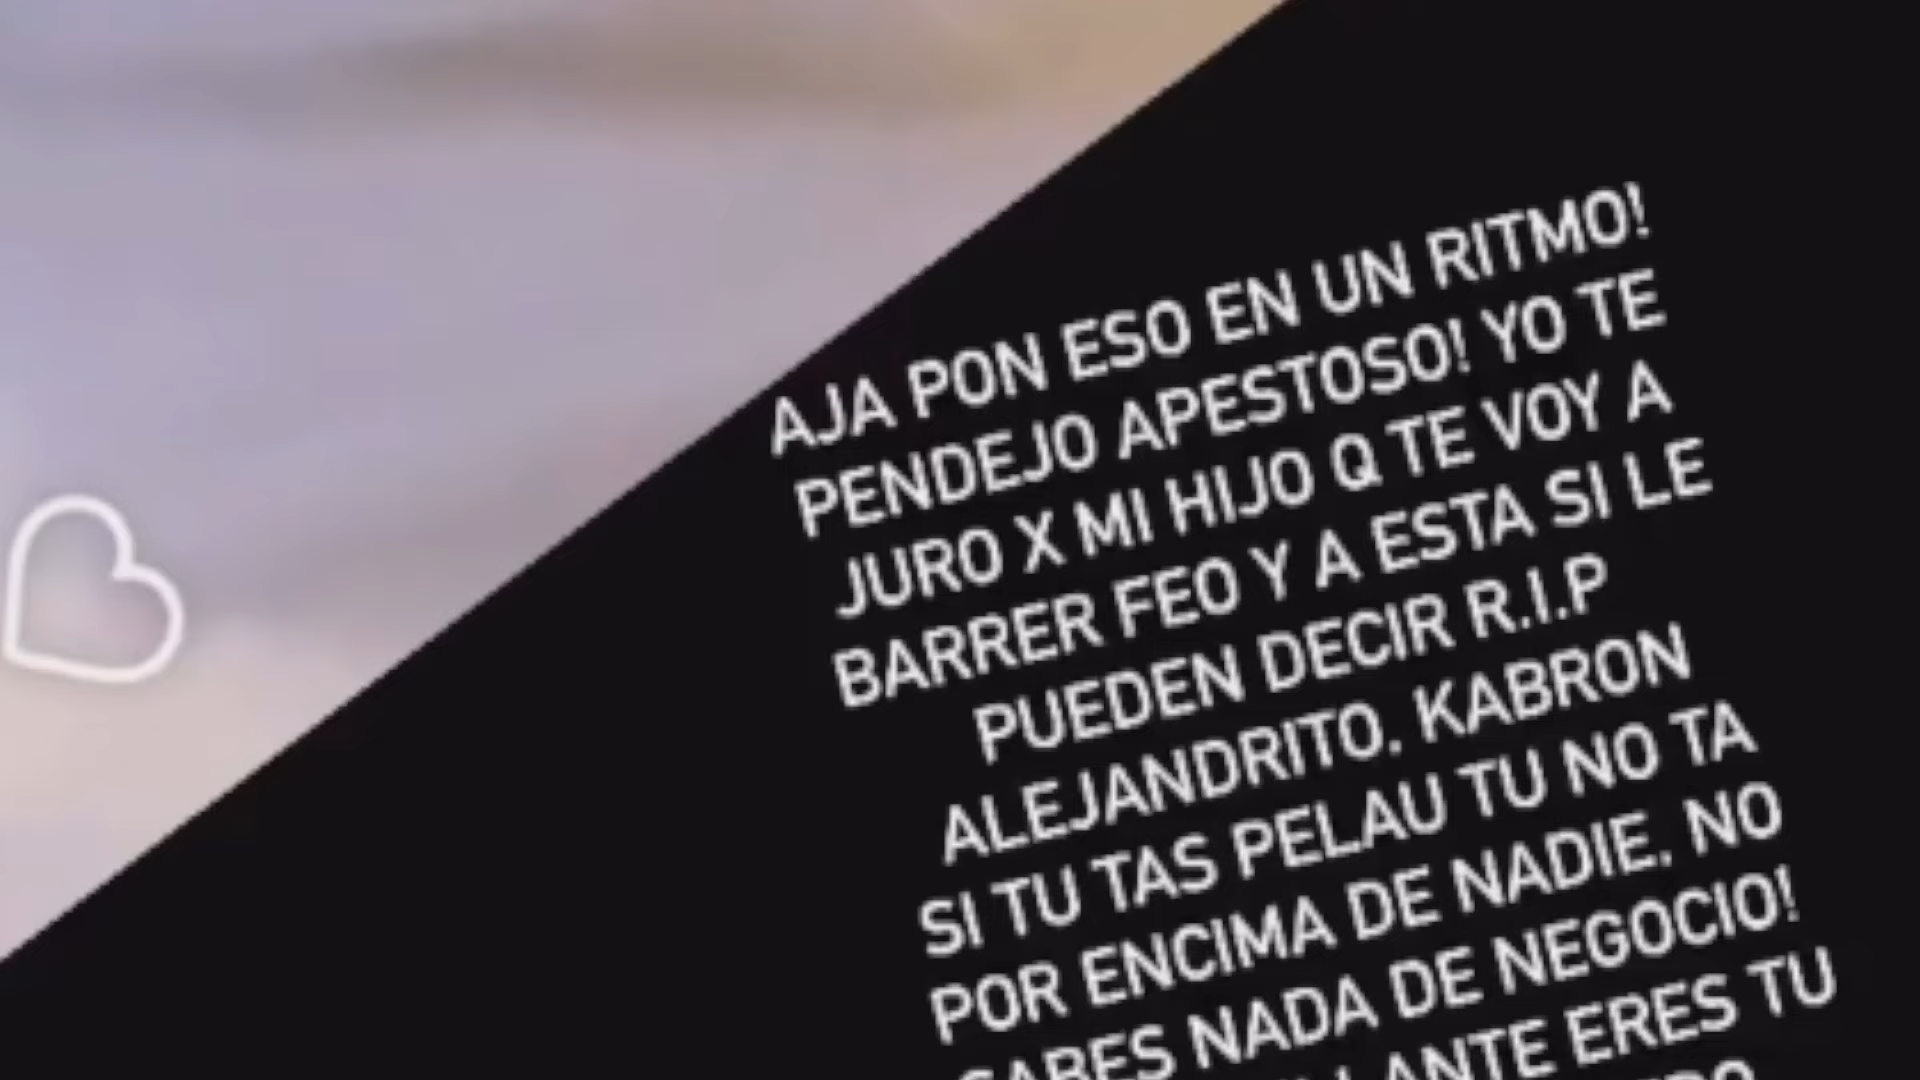 AJA PON ESO EN UN RITMO!
PENDEJO APESTOSO! YO TE
JURO X MI HIJO Q TE VOY A
BARRER FEO Y A ESTA SI LE
PUEDEN DECIR R.I.P
ALEJANDRITO. KABRON
SI TU TAS PELAU TU NO TA
POR ENCIMA DE NADIE. NO
SABES NADA DE NEGOCIO!
ANTE ERES TU